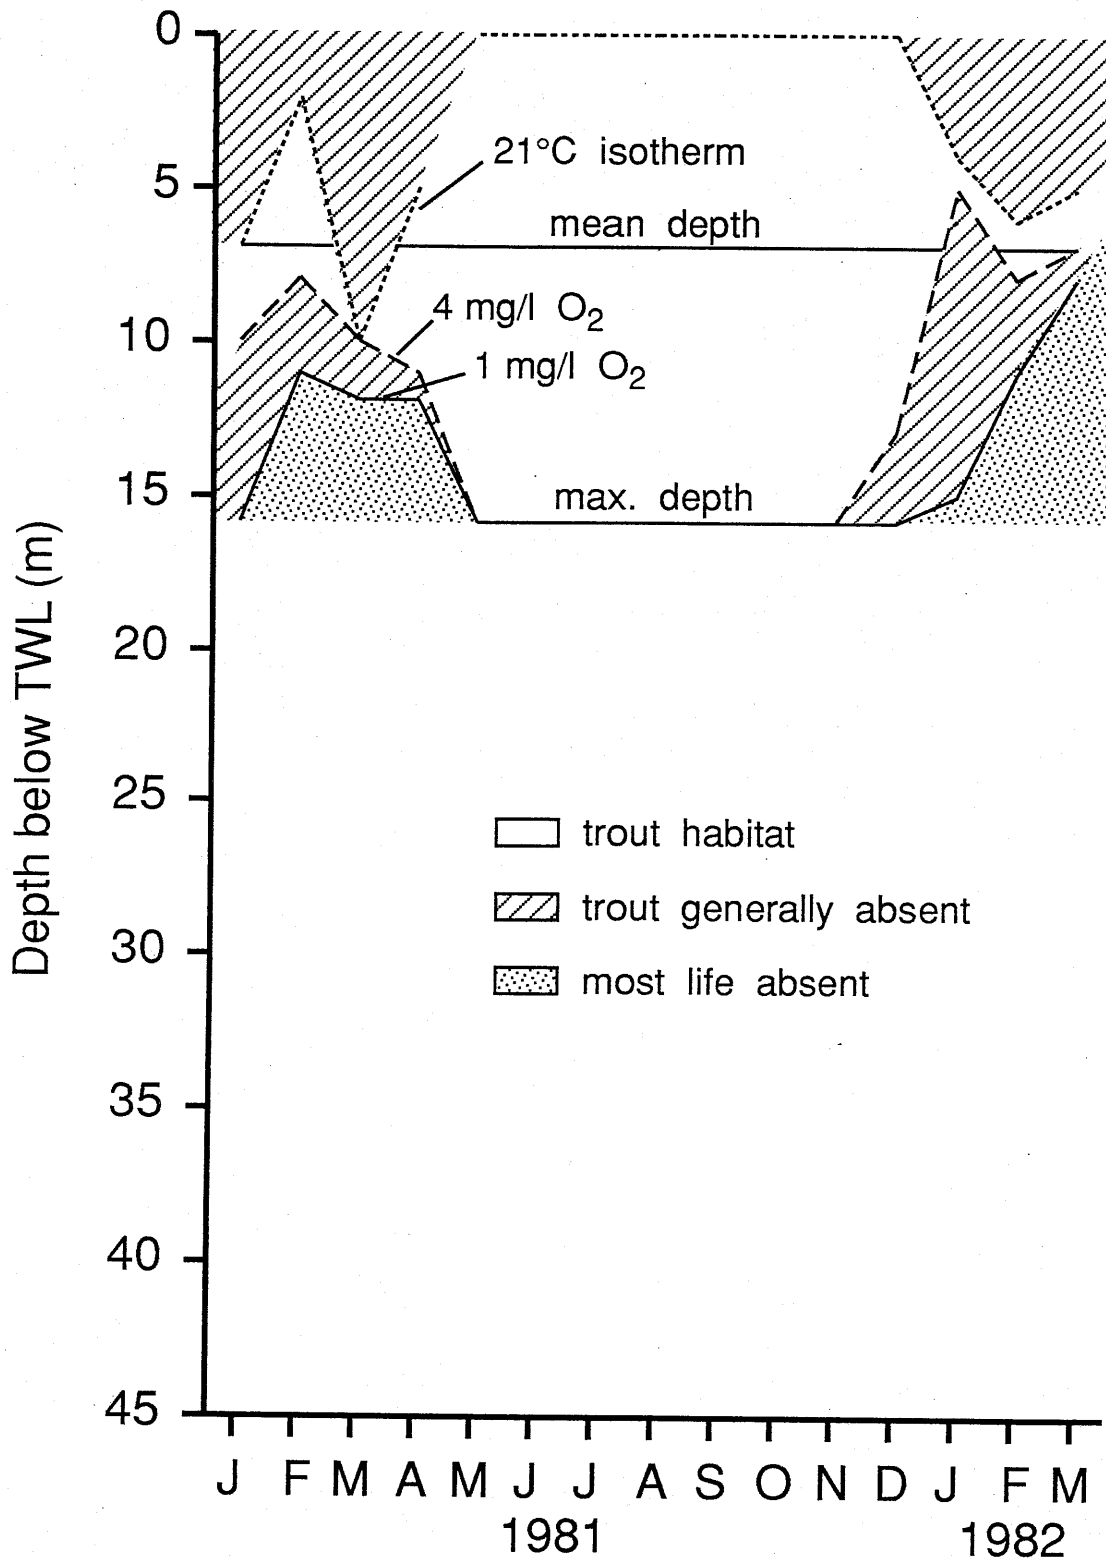 0
5
10
15
20
25
30
35
40
45
Depth below TWL (m)
21°C isotherm
mean depth
4 mg/l O₂
1 mg/l O₂
max. depth
trout habitat
trout generally absent
most life absent
J F M A M J J A S O N D J F M
1981 1982